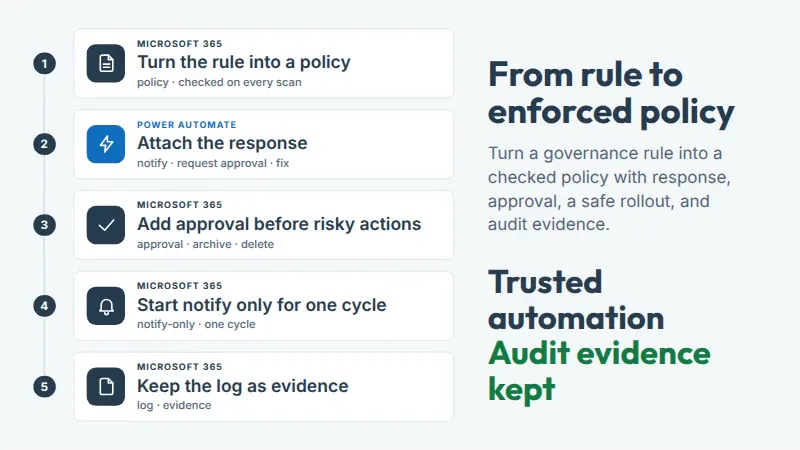 1
MICROSOFT 365
Turn the rule into a policy
policy · checked on every scan
2
POWER AUTOMATE
Attach the response
notify · request approval · fix
3
MICROSOFT 365
Add approval before risky actions
approval · archive · delete
4
MICROSOFT 365
Start notify only for one cycle
notify-only · one cycle
5
MICROSOFT 365
Keep the log as evidence
log · evidence
From rule to
enforced policy
Turn a governance rule into a
checked policy with response,
approval, a safe rollout, and
audit evidence.
Trusted
automation
Audit evidence
kept